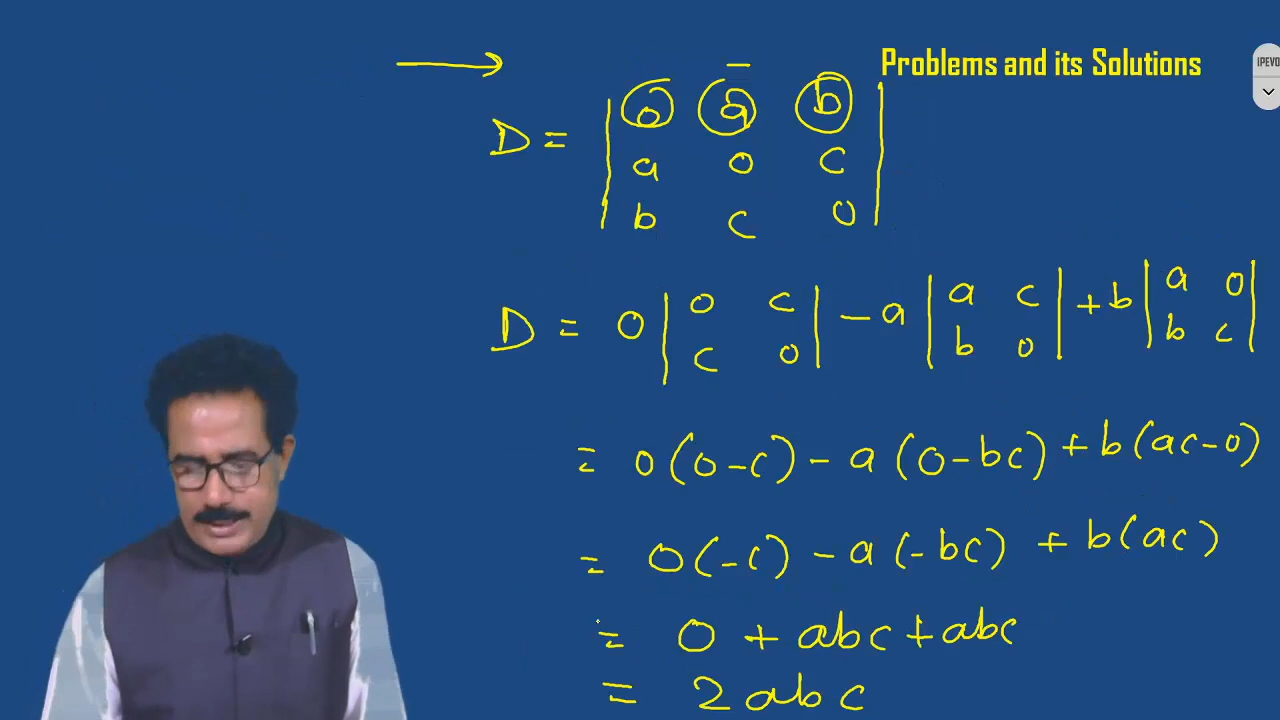 Problems and its Solutions
IPEVO
D = | 0 a b |
| a 0 c |
| b c 0 |
D = 0 | 0 c | - a | a c | + b | a 0 |
| c 0 | | b 0 | | b c |
= 0 (0 - c) - a (0 - bc) + b (ac - 0)
= 0 (-c) - a (-bc) + b (ac)
= 0 + abc + abc
= 2abc